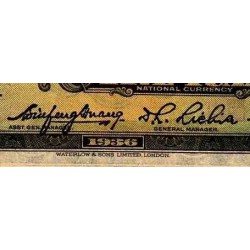 NATIONAL CURRENCY
ASST GEN. MANAGER.
GENERAL MANAGER.
1936
WATERLOW & SONS LIMITED, LONDON.